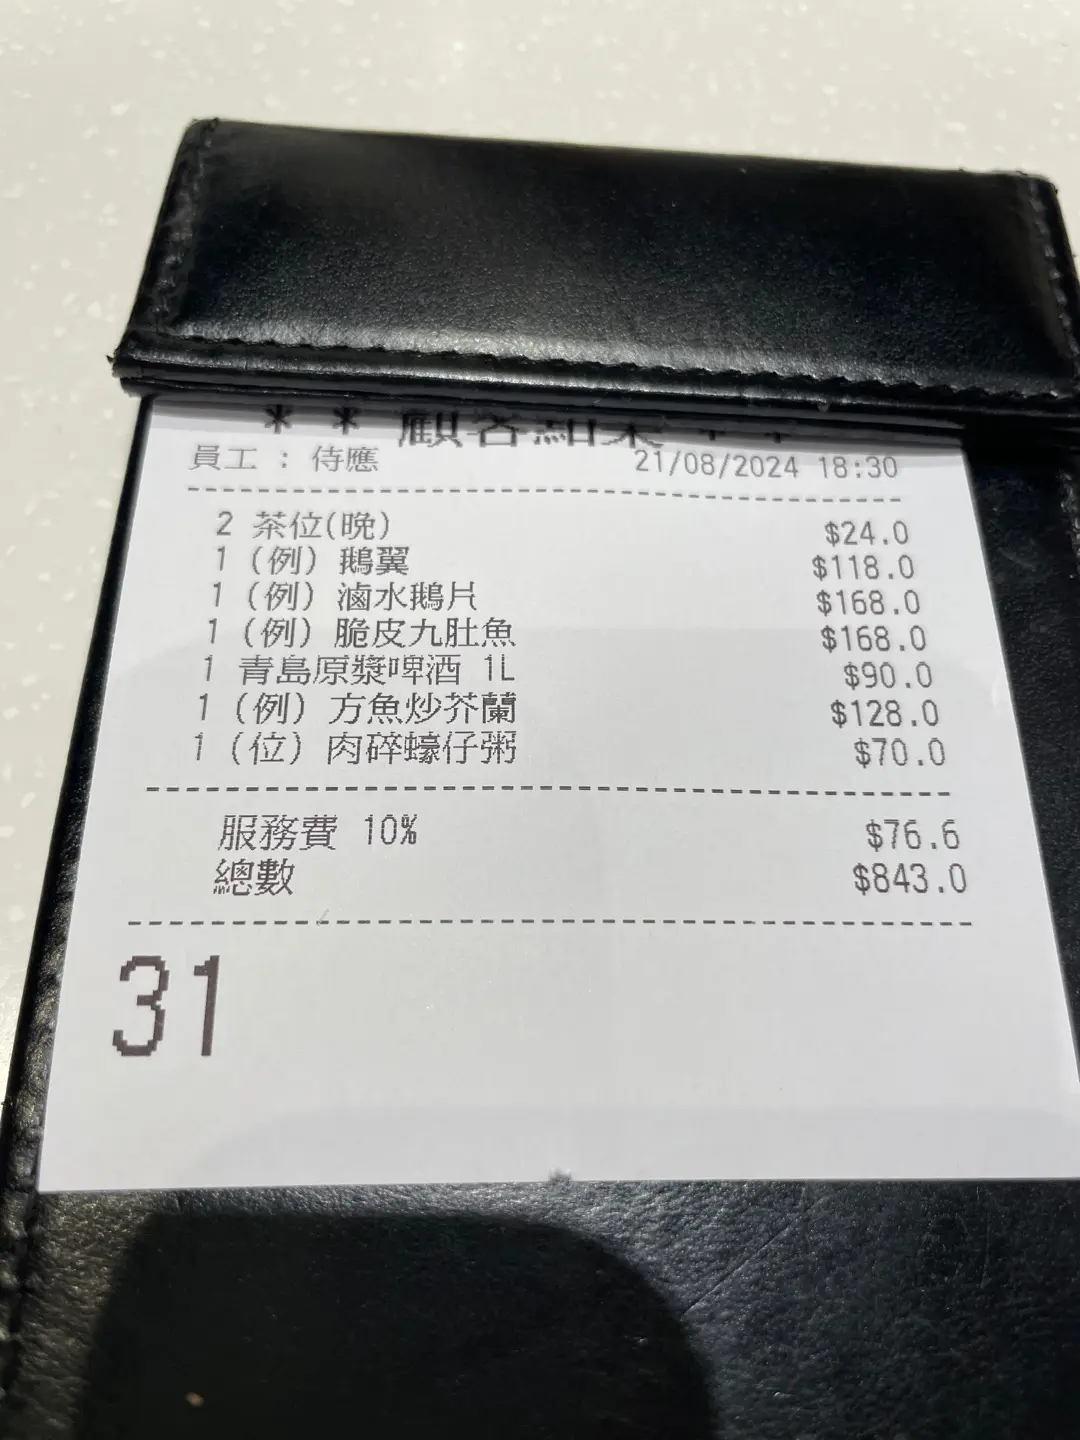 * * 顧客點菜 * *
員工 : 侍應 21/08/2024 18:30
2 茶位(晚) $24.0
1 (例) 鵝翼 $118.0
1 (例) 滷水鵝片 $168.0
1 (例) 脆皮九肚魚 $168.0
1 青島原漿啤酒 1L $90.0
1 (例) 方魚炒芥蘭 $128.0
1 (位) 肉碎蠔仔粥 $70.0
服務費 10% $76.6
總數 $843.0
31